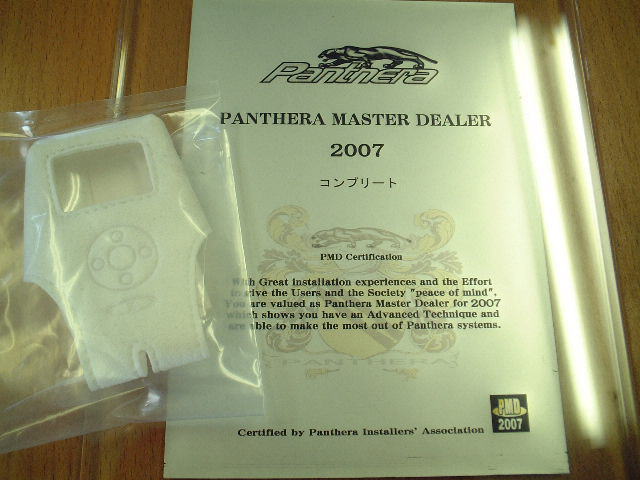 Panthera
PANTHERA MASTER DEALER
2007
コンプリート
PMD Certification
With Great installation experiences and the Effort
to give the Users and the Society "peace of mind",
You are valued as Panthera Master Dealer for 2007
which shows you have an Advanced Technique and
are able to make the most out of Panthera systems.
PANTHERA
Certified by Panthera Installers' Association
PMD
2007